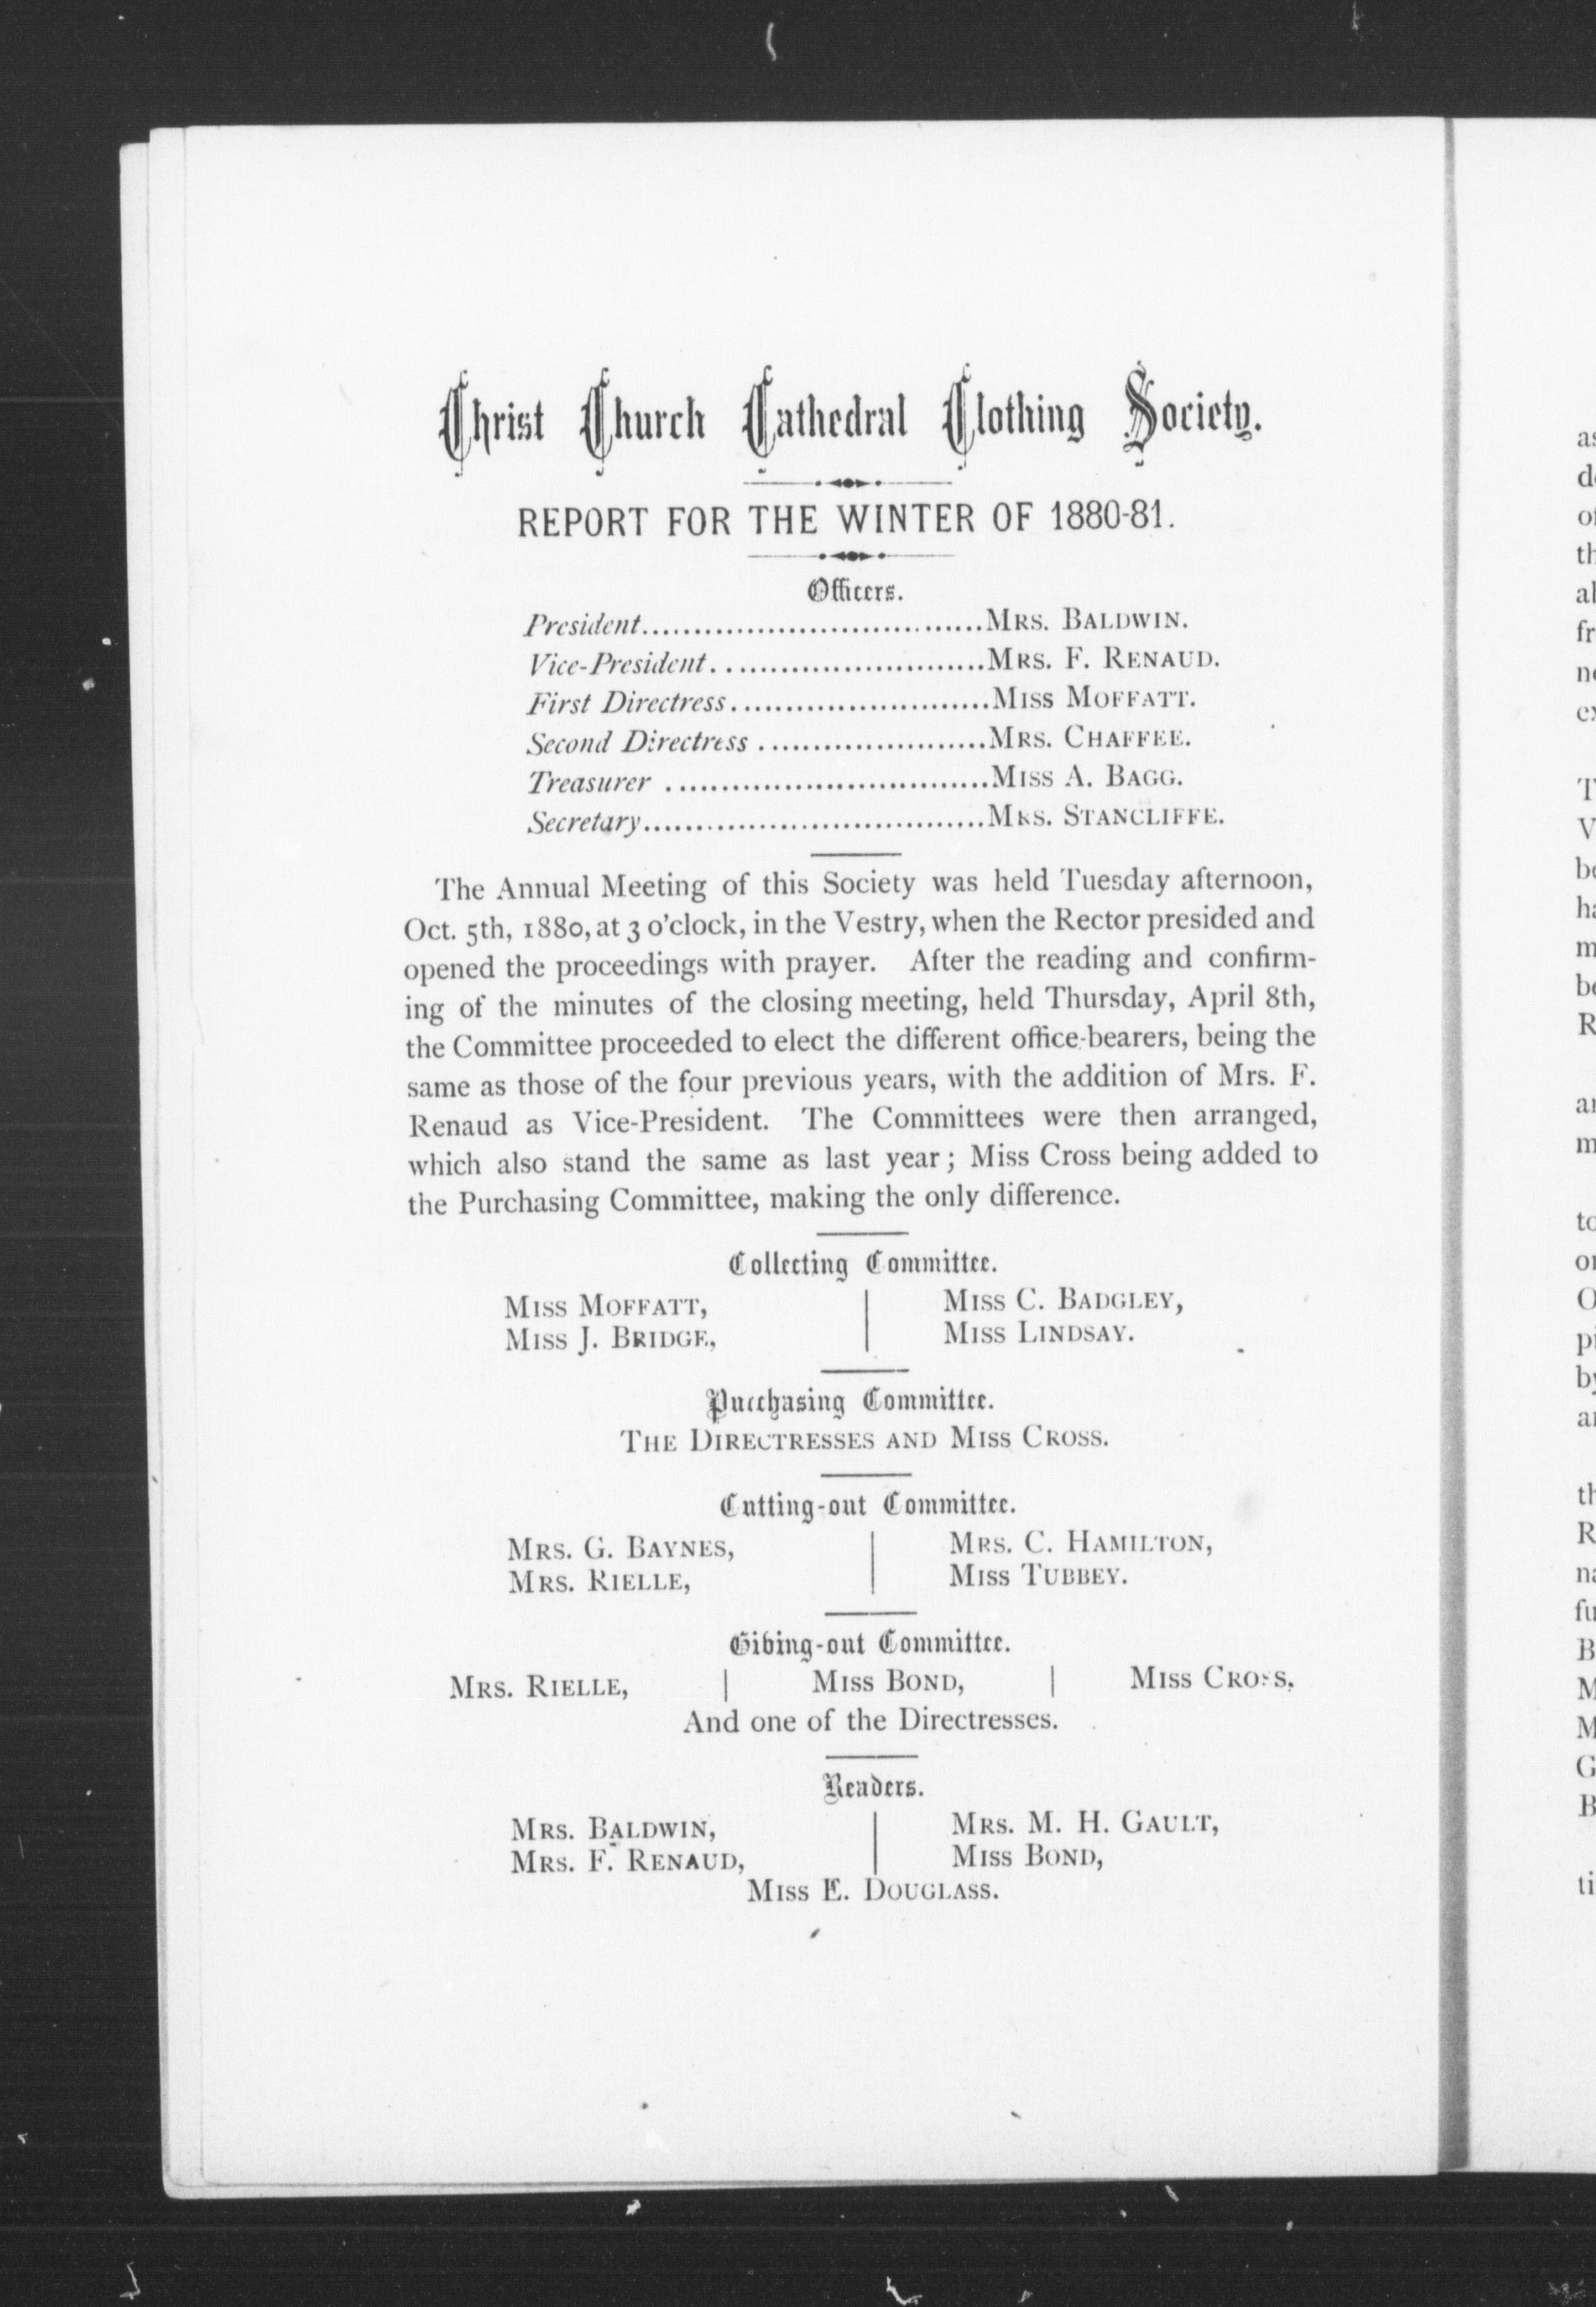 Christ Church Cathedral Clothing Society.
REPORT FOR THE WINTER OF 1880-81.
Officers.
President.................................MRS. BALDWIN.
Vice-President...........................MRS. F. RENAUD.
First Directress.........................MISS MOFFATT.
Second Directress ......................MRS. CHAFFEE.
Treasurer ...............................MISS A. BAGG.
Secretary.................................MRS. STANCLIFFE.
The Annual Meeting of this Society was held Tuesday afternoon,
Oct. 5th, 1880, at 3 o'clock, in the Vestry, when the Rector presided and
opened the proceedings with prayer. After the reading and confirm-
ing of the minutes of the closing meeting, held Thursday, April 8th,
the Committee proceeded to elect the different office-bearers, being the
same as those of the four previous years, with the addition of Mrs. F.
Renaud as Vice-President. The Committees were then arranged,
which also stand the same as last year; Miss Cross being added to
the Purchasing Committee, making the only difference.
Collecting Committee.
MISS MOFFATT, | MISS C. BADGLEY,
MISS J. BRIDGE, | MISS LINDSAY.
Purchasing Committee.
THE DIRECTRESSES AND MISS CROSS.
Cutting-out Committee.
MRS. G. BAYNES, | MRS. C. HAMILTON,
MRS. RIELLE, | MISS TUBBEY.
Giving-out Committee.
MRS. RIELLE, | MISS BOND, | MISS CROSS,
And one of the Directresses.
Readers.
MRS. BALDWIN, | MRS. M. H. GAULT,
MRS. F. RENAUD, | MISS BOND,
MISS E. DOUGLASS.